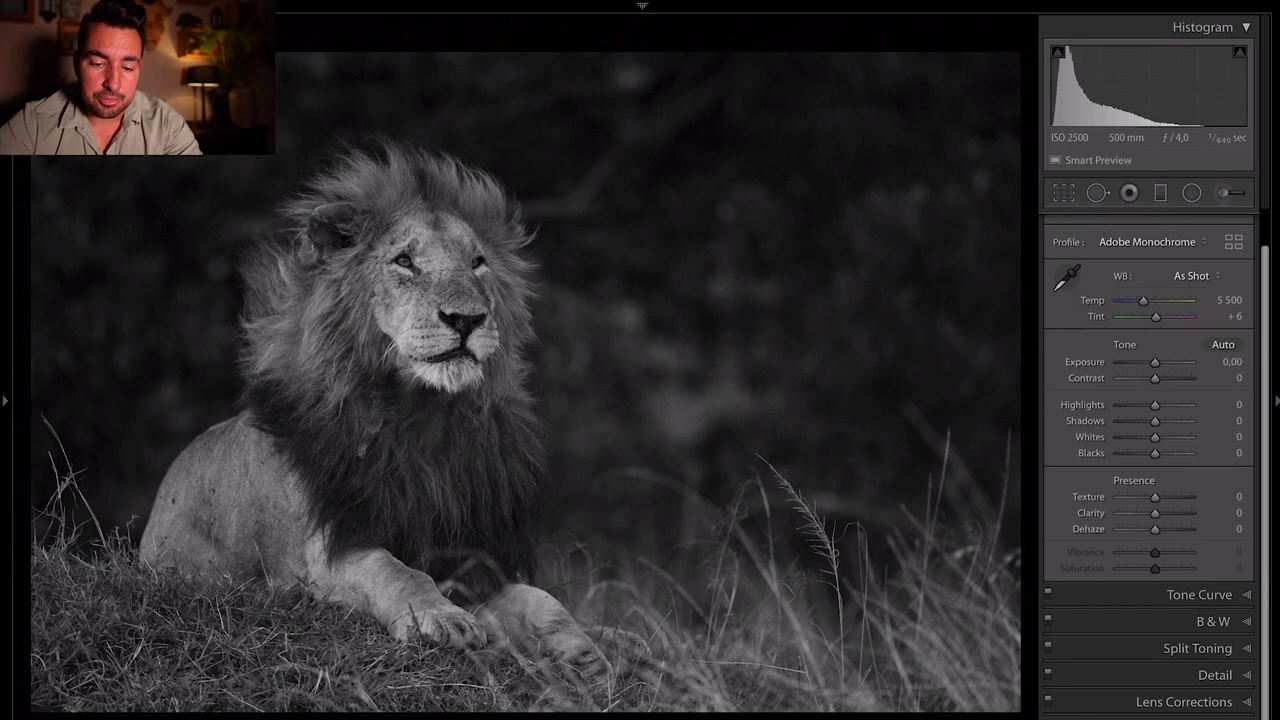 Histogram
ISO 2500 500 mm ƒ / 4,0 1/640 sec
Smart Preview
Profile : Adobe Monochrome
WB : As Shot
Temp 5 500
Tint + 6
Tone Auto
Exposure 0,00
Contrast 0
Highlights 0
Shadows 0
Whites 0
Blacks 0
Presence
Texture 0
Clarity 0
Dehaze 0
Vibrance 0
Saturation 0
Tone Curve
B & W
Split Toning
Detail
Lens Corrections